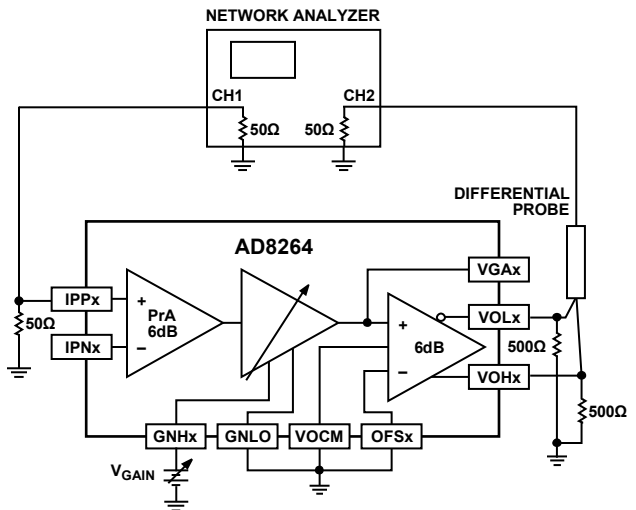 NETWORK ANALYZER
CH1
CH2
50Ω
50Ω
DIFFERENTIAL
PROBE
AD8264
VGAx
IPPx
+
PrA
6dB
–
+
6dB
–
VOLx
50Ω
IPNx
500Ω
VOHx
500Ω
GNHx
GNLO
VOCM
OFSx
VGAIN